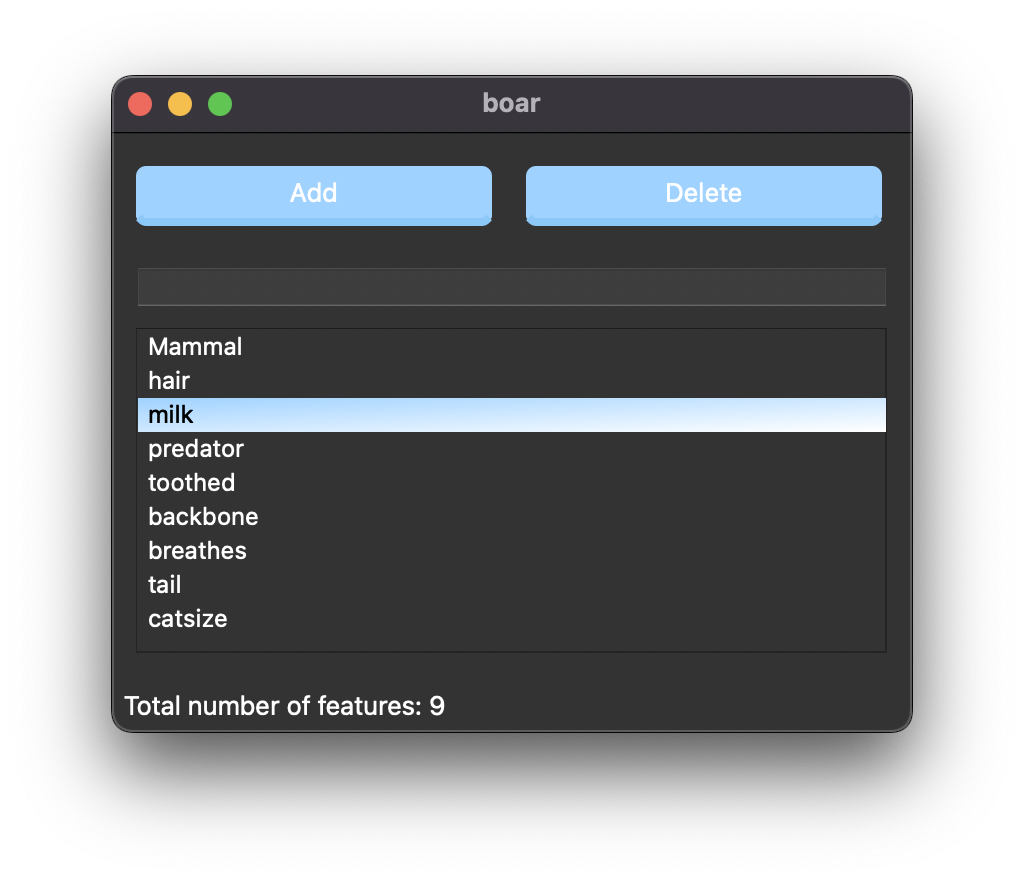 boar
Add
Delete
Mammal
hair
milk
predator
toothed
backbone
breathes
tail
catsize
Total number of features: 9